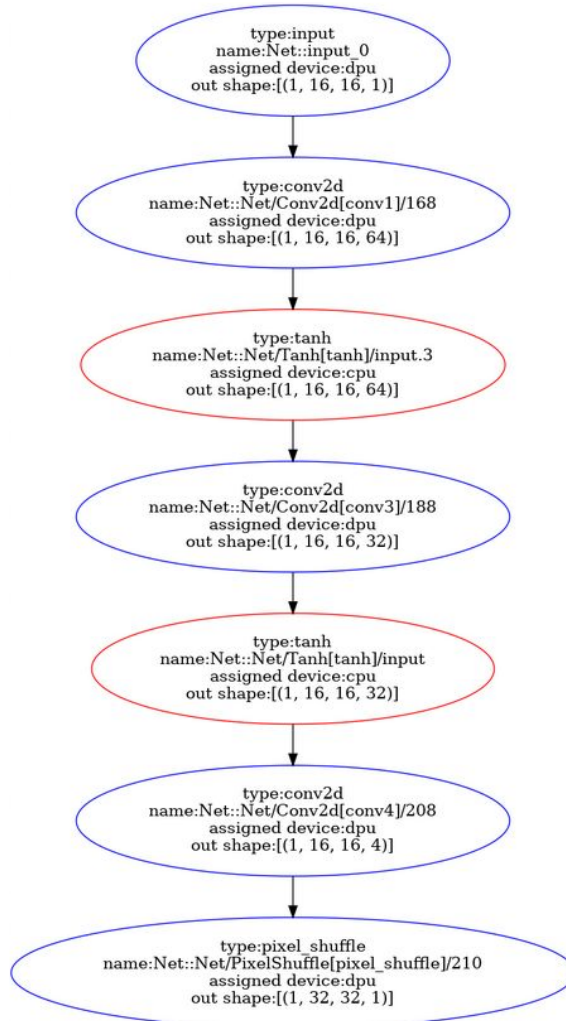 type:input
name:Net::input_0
assigned device:dpu
out shape:[(1, 16, 16, 1)]
type:conv2d
name:Net::Net/Conv2d[conv1]/168
assigned device:dpu
out shape:[(1, 16, 16, 64)]
type:tanh
name:Net::Net/Tanh[tanh]/input.3
assigned device:cpu
out shape:[(1, 16, 16, 64)]
type:conv2d
name:Net::Net/Conv2d[conv3]/188
assigned device:dpu
out shape:[(1, 16, 16, 32)]
type:tanh
name:Net::Net/Tanh[tanh]/input
assigned device:cpu
out shape:[(1, 16, 16, 32)]
type:conv2d
name:Net::Net/Conv2d[conv4]/208
assigned device:dpu
out shape:[(1, 16, 16, 4)]
type:pixel_shuffle
name:Net::Net/PixelShuffle[pixel_shuffle]/210
assigned device:dpu
out shape:[(1, 32, 32, 1)]